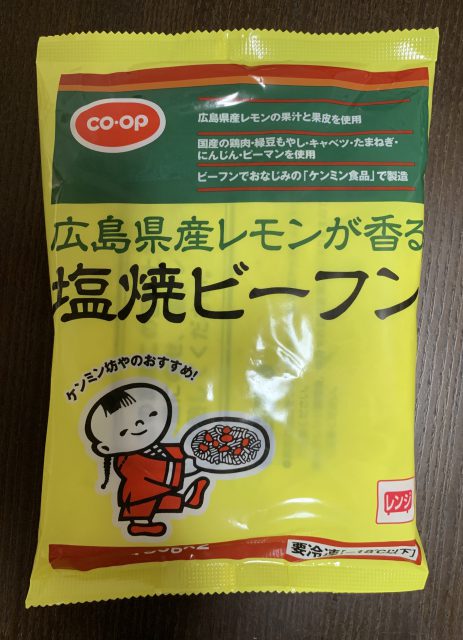 CO・OP
広島県産レモンの果汁と果皮を使用
国産の鶏肉・緑豆もやし・キャベツ・たまねぎ・
にんじん・ピーマンを使用
ビーフンでおなじみの「ケンミン食品」で製造
広島県産レモンが香る
塩焼ビーフン
ケンミン坊やのおすすめ!
レンジ
要冷凍[-18℃以下]